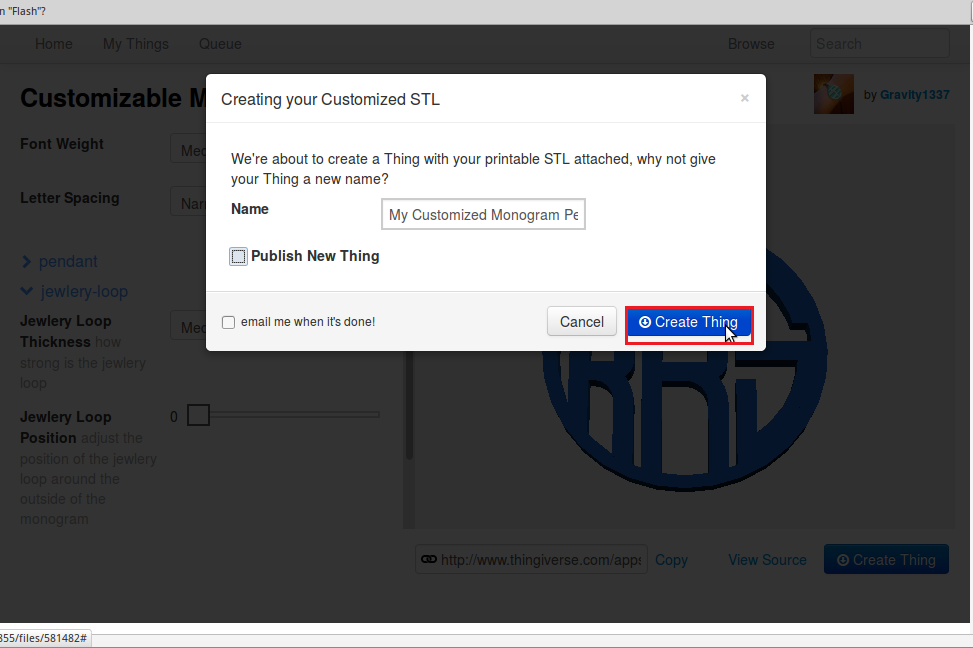 n "Flash"?
Home My Things Queue Browse Search
Customizable M
by Gravity1337
Font Weight Med
Letter Spacing Nar
pendant
jewlery-loop
Jewlery Loop
Thickness how
strong is the jewlery
loop
Med
Jewlery Loop
Position adjust the
position of the jewlery
loop around the
outside of the
monogram
0
Creating your Customized STL ×
We're about to create a Thing with your printable STL attached, why not give
your Thing a new name?
Name My Customized Monogram Pe
Publish New Thing
email me when it's done! Cancel Create Thing
http://www.thingiverse.com/apps Copy View Source Create Thing
355/files/581482#